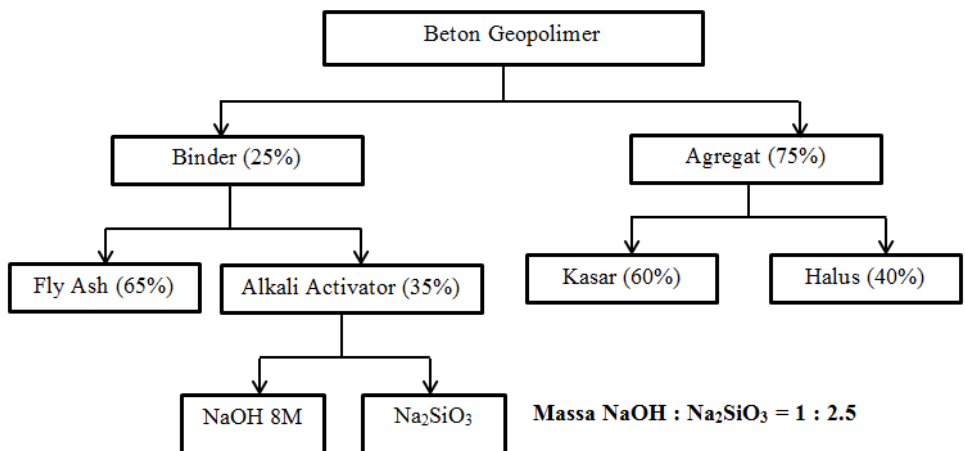 Beton Geopolimer
Binder (25%)
Agregat (75%)
Fly Ash (65%)
Alkali Activator (35%)
Kasar (60%)
Halus (40%)
NaOH 8M
Na₂SiO₃
Massa NaOH : Na₂SiO₃ = 1 : 2.5